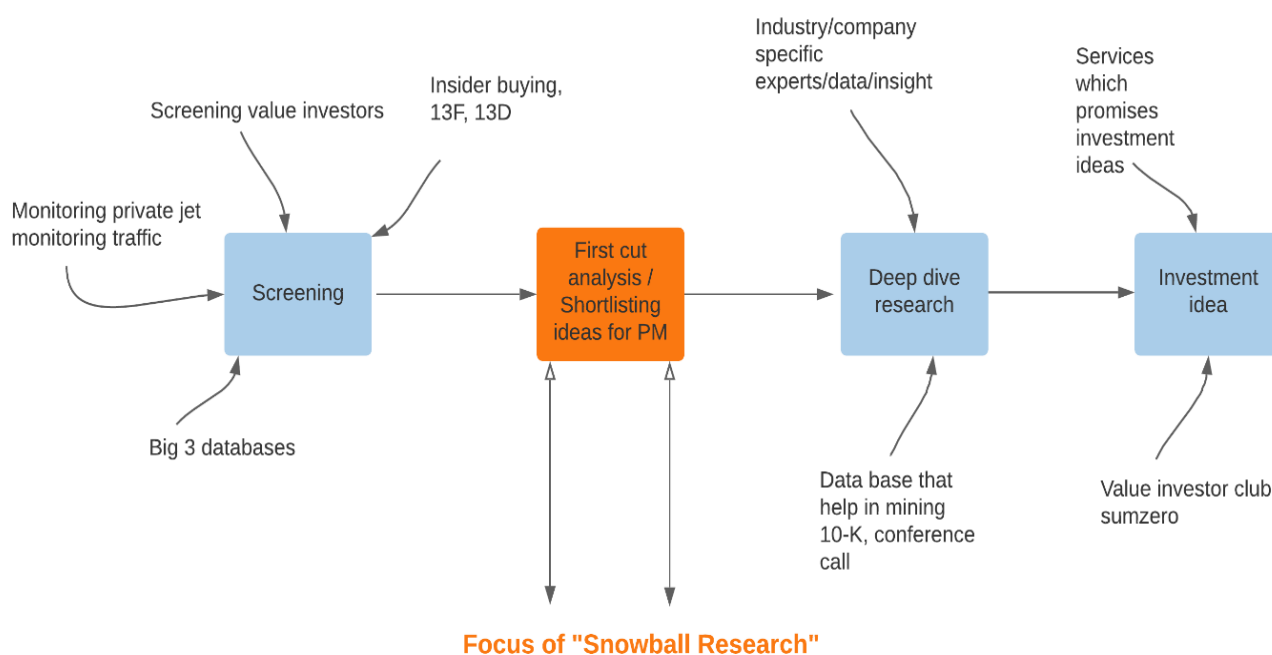 Industry/company
specific
experts/data/insight
Services
which
promises
investment
ideas
Insider buying,
13F, 13D
Screening value investors
Monitoring private jet
monitoring traffic
Screening
First cut
analysis /
Shortlisting
ideas for PM
Deep dive
research
Investment
idea
Big 3 databases
Data base that
help in mining
10-K, conference
call
Value investor club
sumzero
Focus of "Snowball Research"